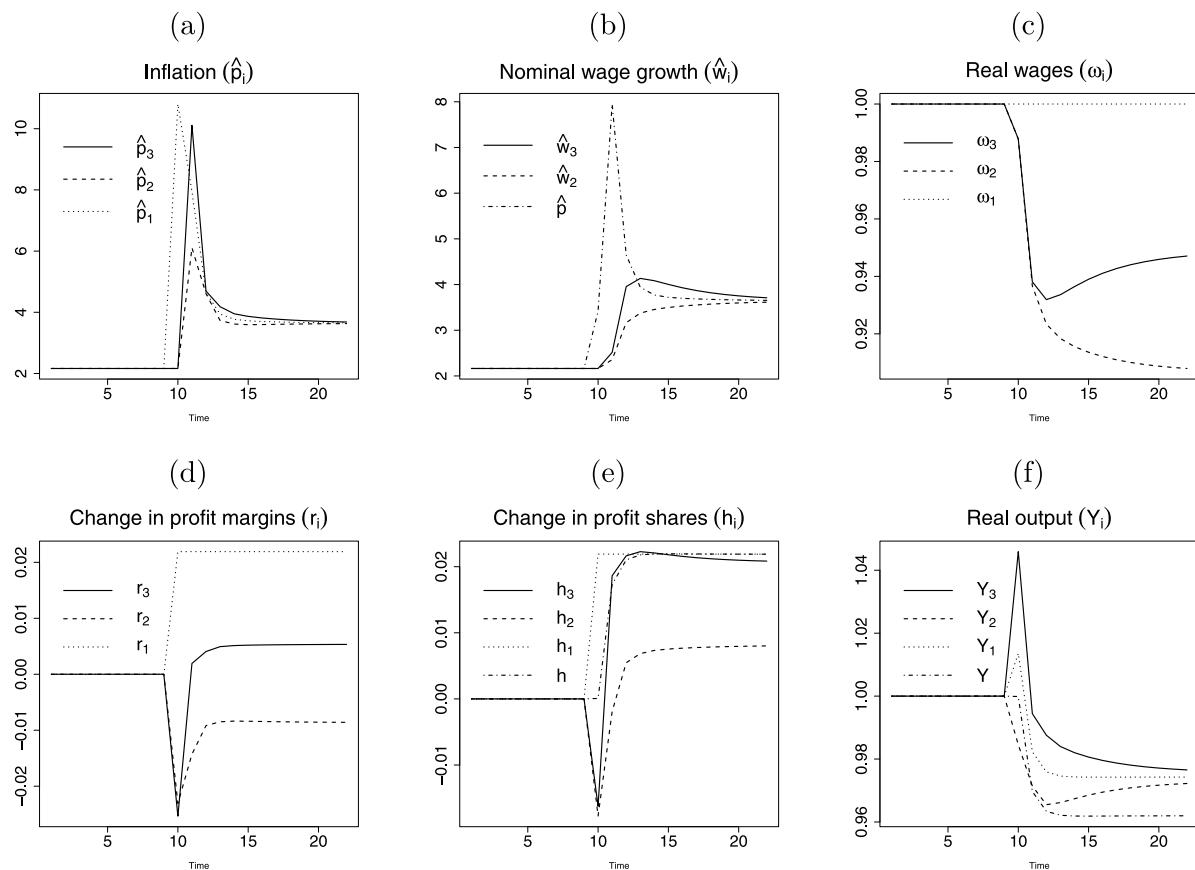 (a)
Inflation (p̂i)
10
8
6
4
2
p̂3
p̂2
p̂1
5
10
15
20
Time
(b)
Nominal wage growth (ŵi)
8
7
6
5
4
3
2
ŵ3
ŵ2
p̂
5
10
15
20
Time
(c)
Real wages (ωi)
1.00
0.98
0.96
0.94
0.92
ω3
ω2
ω1
5
10
15
20
Time
(d)
Change in profit margins (ri)
0.02
0.01
0.00
−0.01
−0.02
r3
r2
r1
5
10
15
20
Time
(e)
Change in profit shares (hi)
0.02
0.01
0.00
−0.01
h3
h2
h1
h
5
10
15
20
Time
(f)
Real output (Yi)
1.04
1.02
1.00
0.98
0.96
Y3
Y2
Y1
Y
5
10
15
20
Time